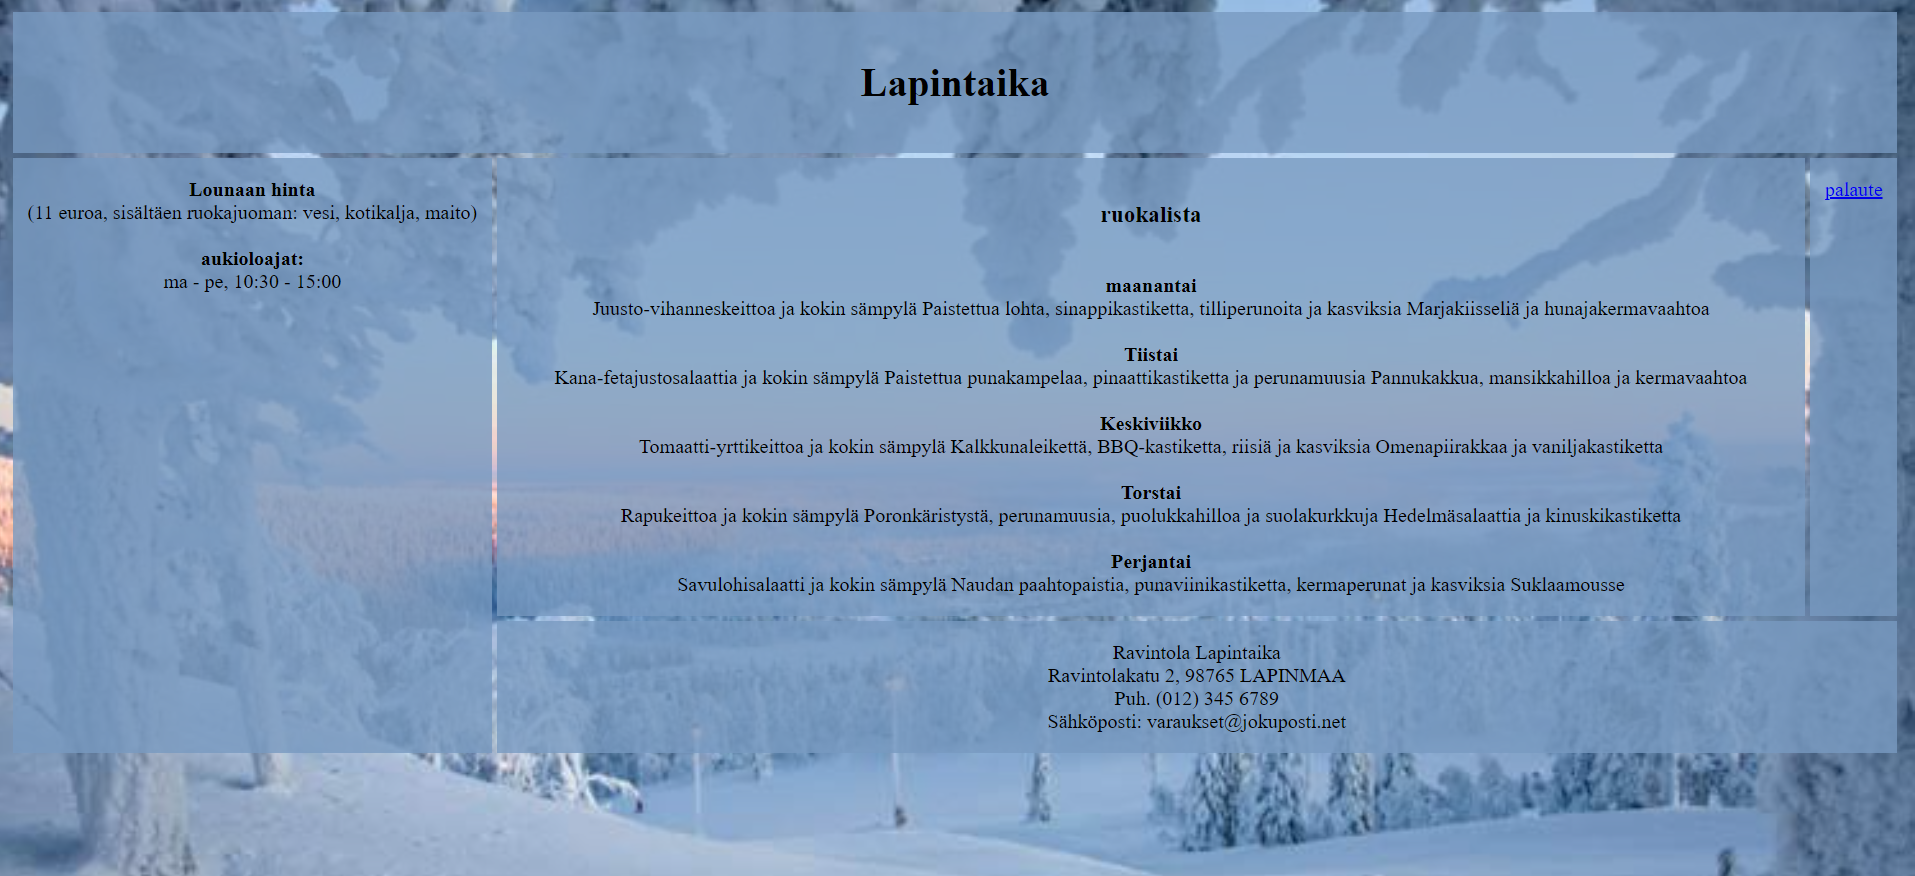 Lapintaika
Lounaan hinta
(11 euroa, sisältäen ruokajuoman: vesi, kotikalja, maito)
aukioloajat:
ma - pe, 10:30 - 15:00
ruokalista
maanantai
Juusto-vihanneskeittoa ja kokin sämpylä Paistettua lohta, sinappikastiketta, tilliperunoita ja kasviksia Marjakiisseliä ja hunajakermavaahtoa
Tiistai
Kana-fetajustosalaattia ja kokin sämpylä Paistettua punakampelaa, pinaattikastiketta ja perunamuusia Pannukakkua, mansikkahilloa ja kermavaahtoa
Keskiviikko
Tomaatti-yrttikeittoa ja kokin sämpylä Kalkkunaleikettä, BBQ-kastiketta, riisiä ja kasviksia Omenapiirakkaa ja vaniljakastiketta
Torstai
Rapukeittoa ja kokin sämpylä Poronkäristystä, perunamuusia, puolukkahilloa ja suolakurkkuja Hedelmäsalaattia ja kinuskikastiketta
Perjantai
Savulohisalaatti ja kokin sämpylä Naudan paahtopaistia, punaviinikastiketta, kermaperunat ja kasviksia Suklaamousse
palaute
Ravintola Lapintaika
Ravintolakatu 2, 98765 LAPINMAA
Puh. (012) 345 6789
Sähköposti: varaukset@jokuposti.net